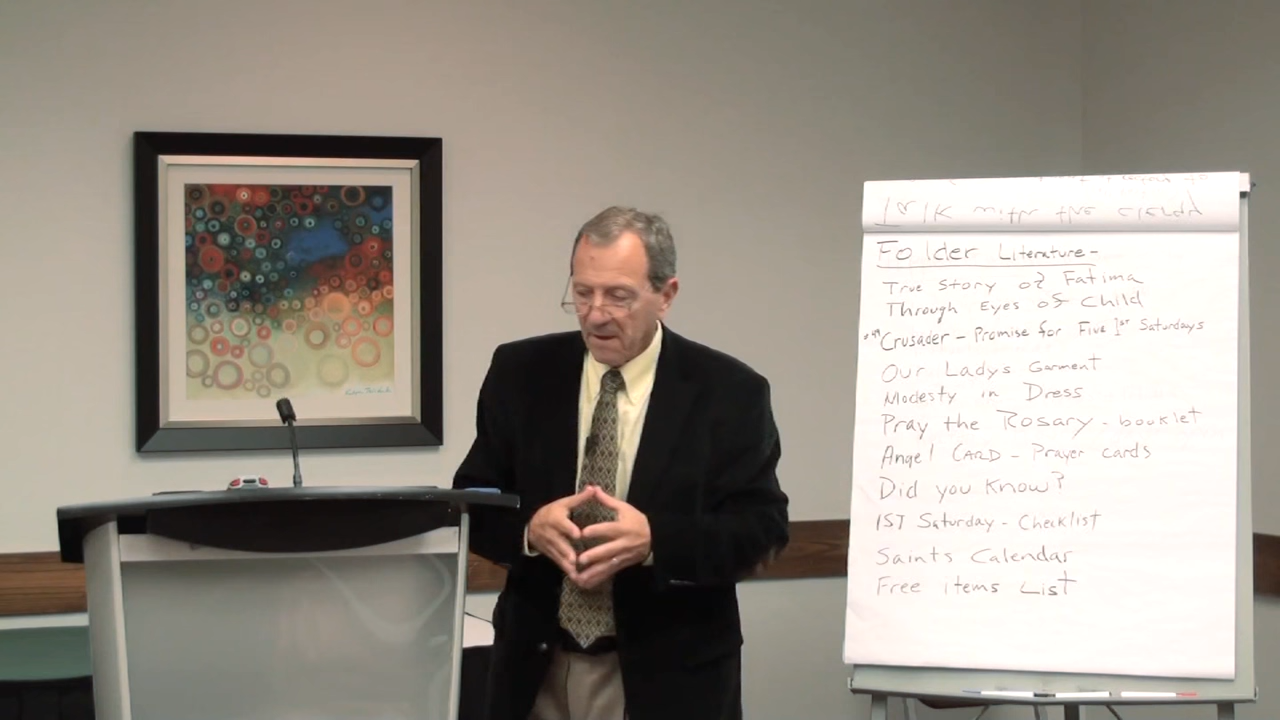 Folder Literature-
True Story of Fatima
Through Eyes of Child
Crusader - Promise for Five 1st Saturdays
Our Ladys Garment
Modesty in Dress
Pray the Rosary - booklet
Angel CARD - Prayer cards
Did you Know?
1ST Saturday - Checklist
Saints Calendar
Free items List